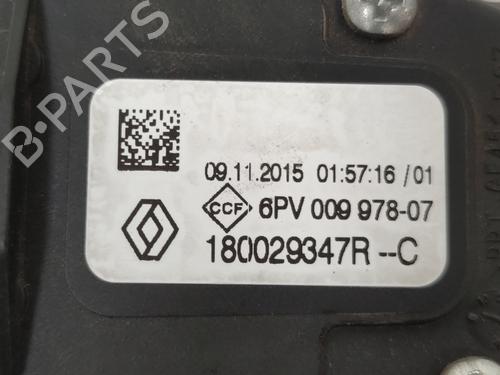 B-PARTS
09.11.2015 01:57:16 /01
CCF 6PV 009 978-07
180029347R --C